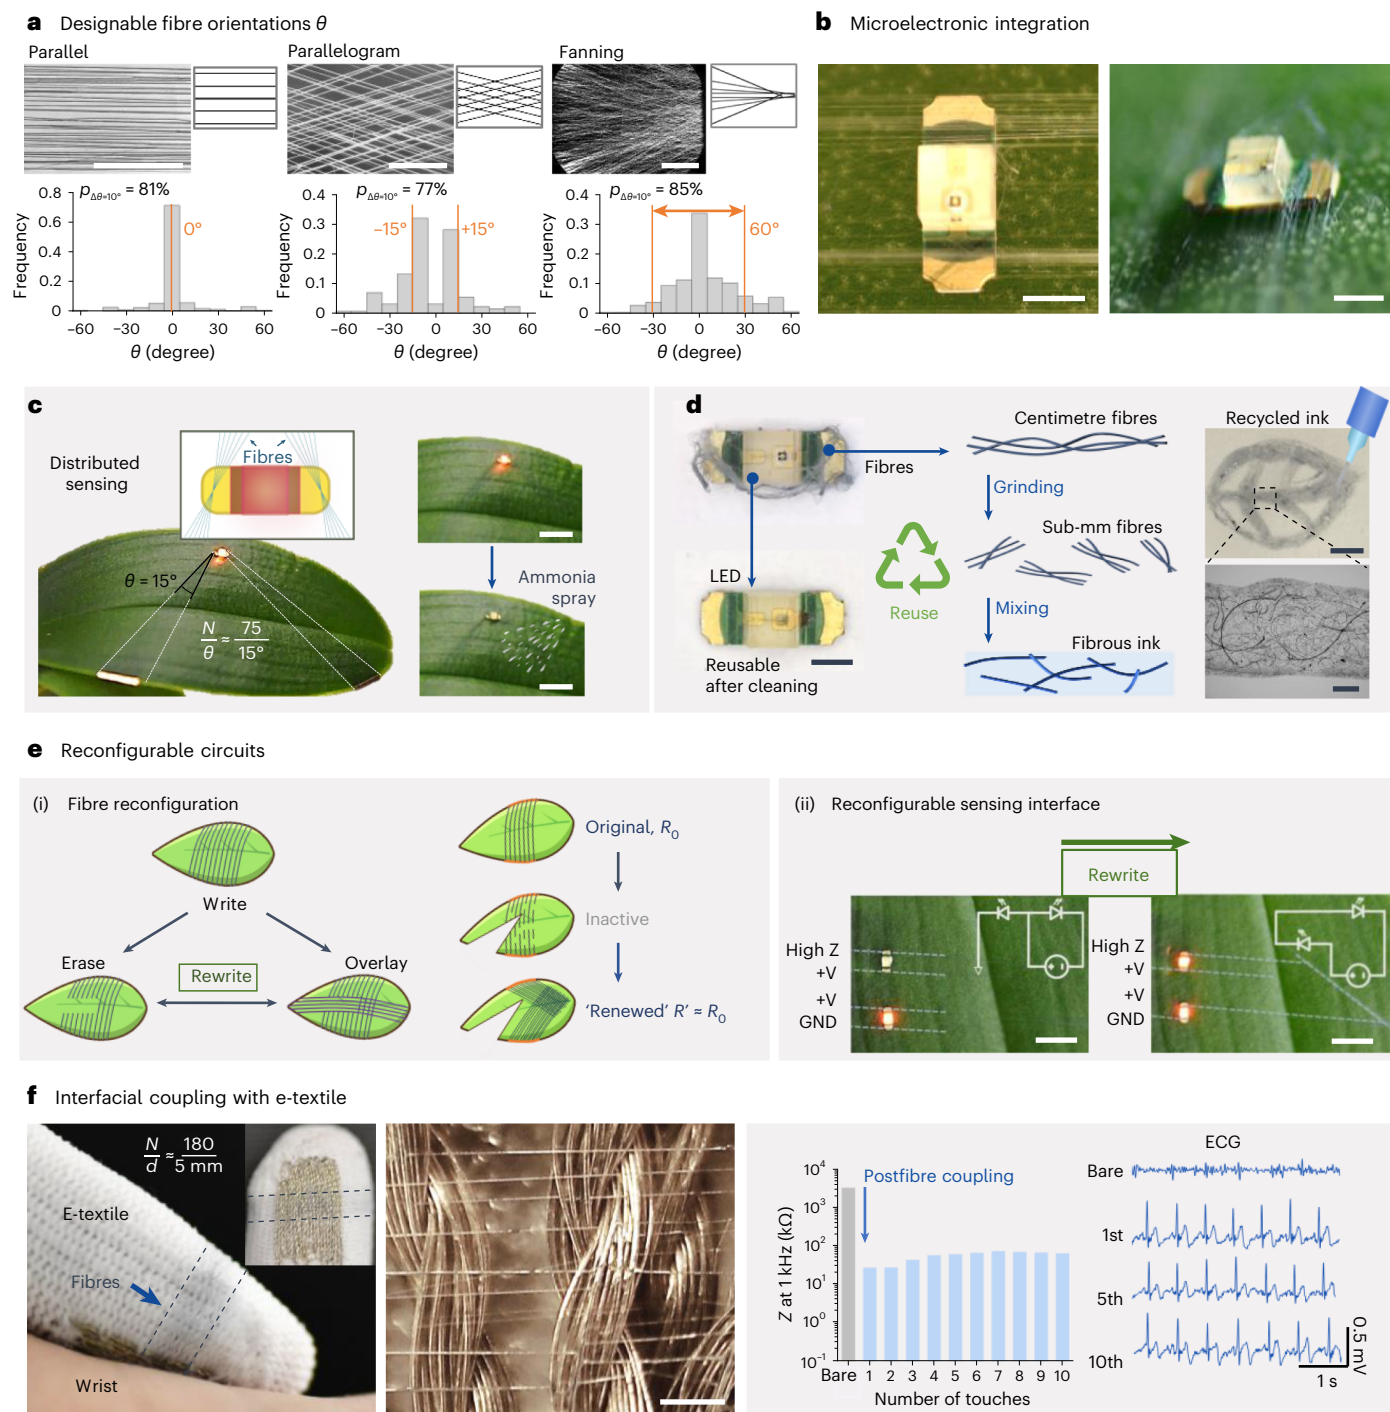 a Designable fibre orientations θ
Parallel
Parallelogram
Fanning
pΔθ=10° = 81%
0.8
0.6
0.4
0.2
0
Frequency
0°
−60 −30 0 30 60
θ (degree)
pΔθ=10° = 77%
0.4
0.3
0.2
0.1
0
Frequency
−15°
+15°
−60 −30 0 30 60
θ (degree)
pΔθ=10° = 85%
0.4
0.3
0.2
0.1
0
Frequency
60°
−60 −30 0 30 60
θ (degree)
b Microelectronic integration
c
Distributed
sensing
Fibres
θ = 15°
N/θ ≈ 75/15°
Ammonia
spray
d
Fibres
LED
Reusable
after cleaning
Reuse
Centimetre fibres
Grinding
Sub-mm fibres
Mixing
Fibrous ink
Recycled ink
e Reconfigurable circuits
(i) Fibre reconfiguration
Write
Erase
Rewrite
Overlay
Original, R0
Inactive
'Renewed' R' ≈ R0
(ii) Reconfigurable sensing interface
Rewrite
High Z
+V
+V
GND
High Z
+V
+V
GND
f Interfacial coupling with e-textile
N/d ≈ 180/5 mm
E-textile
Fibres
Wrist
Postfibre coupling
Z at 1 kHz (kΩ)
10⁴
10³
10²
10¹
10⁰
10⁻¹
Bare 1 2 3 4 5 6 7 8 9 10
Number of touches
ECG
Bare
1st
5th
10th
0.5 mV
1 s